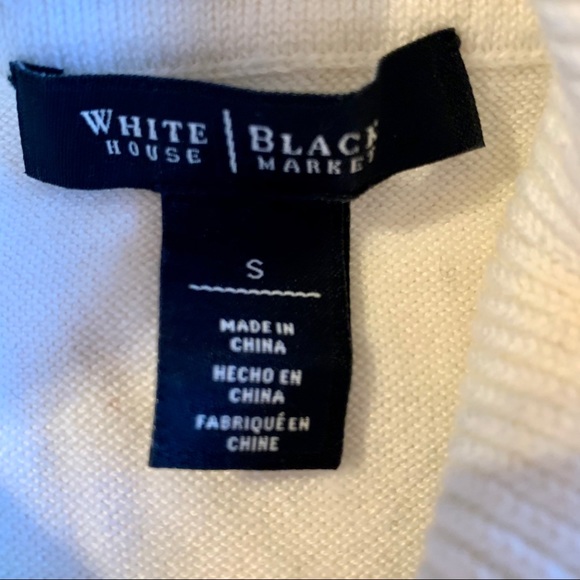 WHITE | BLACK
HOUSE | MARKET
S
MADE IN
CHINA
HECHO EN
CHINA
FABRIQUÉ EN
CHINE